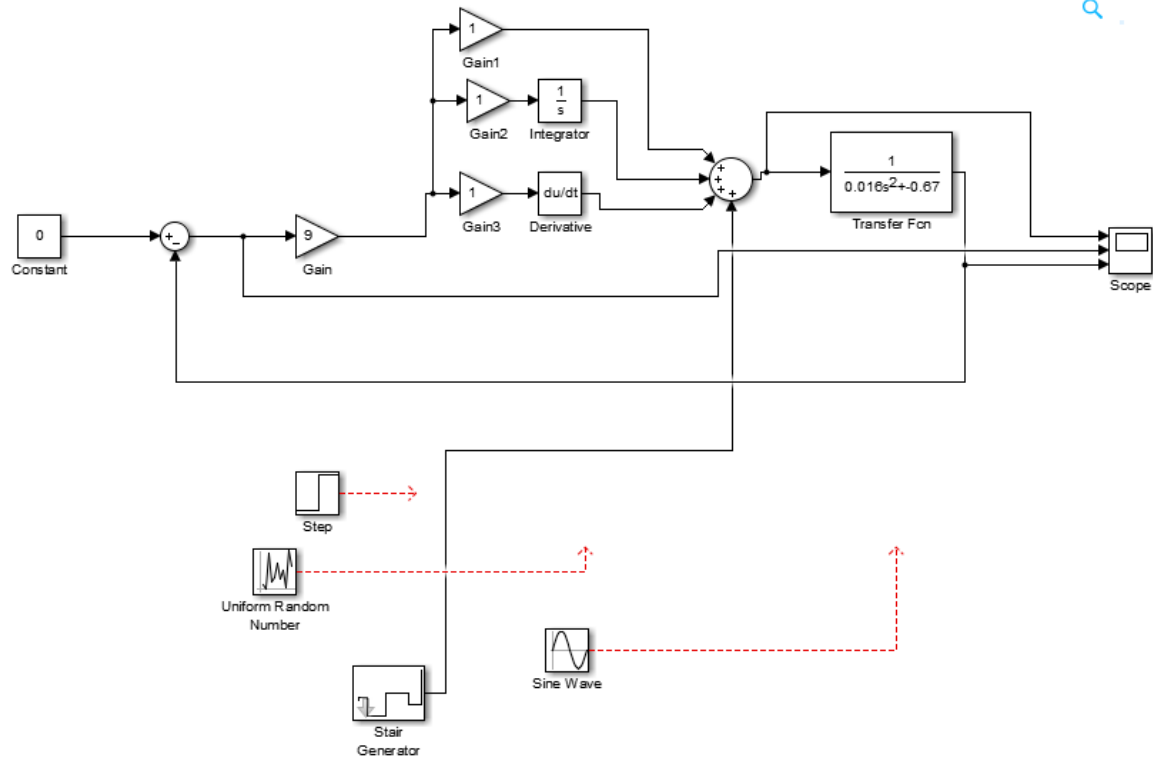 1
Gain1
1
Gain2
1
s
Integrator
1
Gain3
du/dt
Derivative
+
+
+ +
1
0.016s2+-0.67
Transfer Fcn
0
Constant
+
-
9
Gain
Scope
Step
Uniform Random
Number
Sine Wave
Stair
Generator